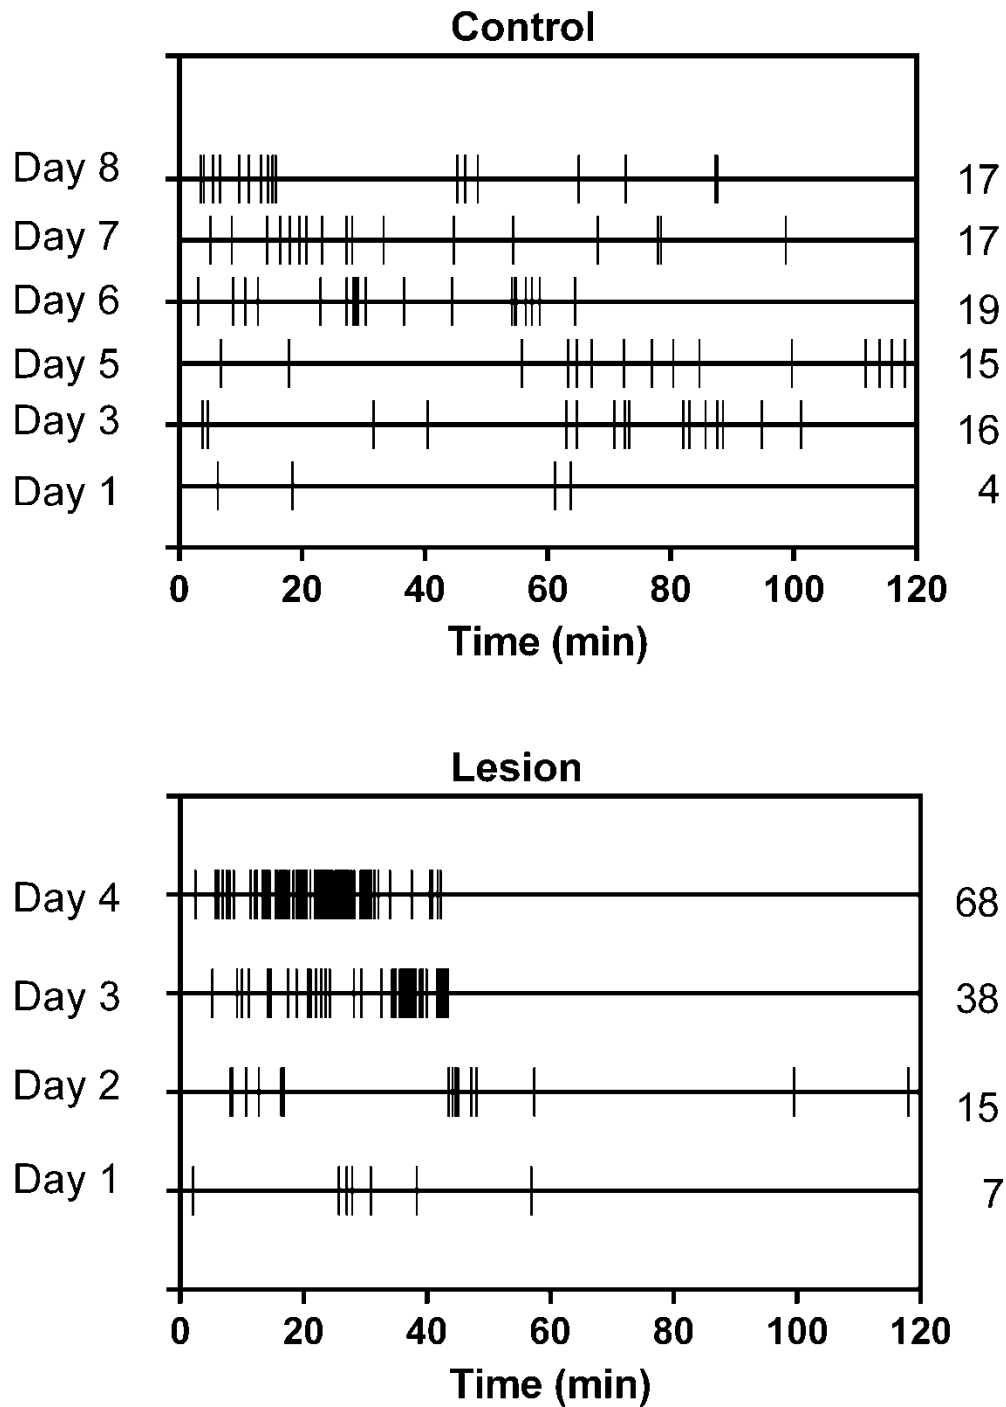 Control
Day 8 17
Day 7 17
Day 6 19
Day 5 15
Day 3 16
Day 1 4
0 20 40 60 80 100 120
Time (min)
Lesion
Day 4 68
Day 3 38
Day 2 15
Day 1 7
0 20 40 60 80 100 120
Time (min)